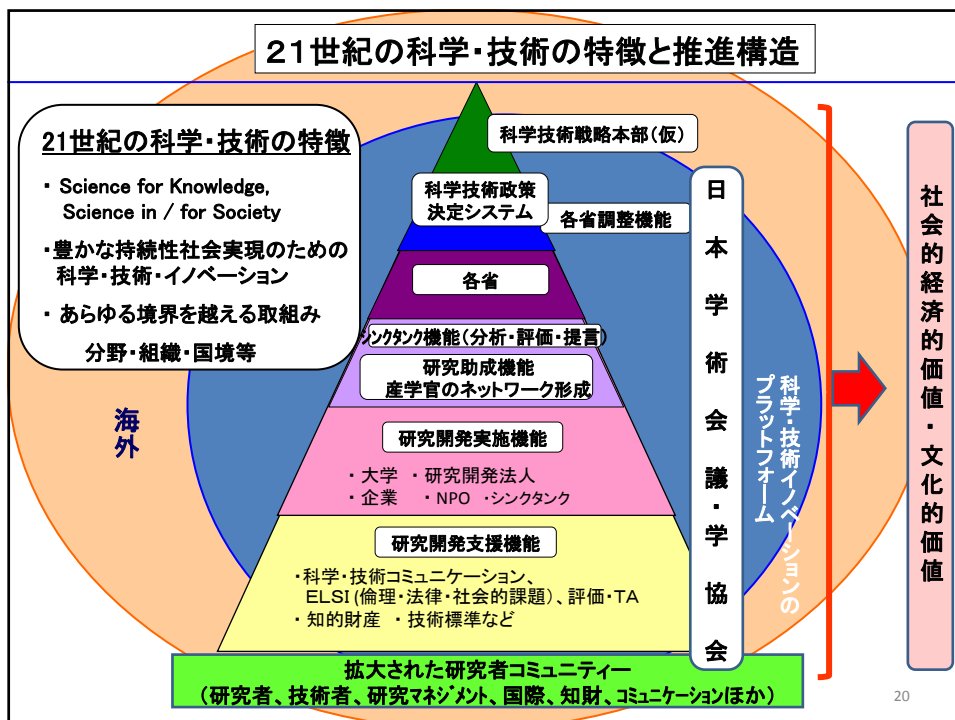 21世紀の科学・技術の特徴と推進構造
21世紀の科学・技術の特徴
・ Science for Knowledge,
Science in / for Society
・豊かな持続性社会実現のための
科学・技術・イノベーション
・ あらゆる境界を越える取組み
分野・組織・国境等
海外
科学技術戦略本部(仮)
科学技術政策
決定システム
各省調整機能
各省
シンクタンク機能(分析・評価・提言)
研究助成機能
産学官のネットワーク形成
研究開発実施機能
・ 大学 ・ 研究開発法人
・ 企業 ・ NPO ・シンクタンク
研究開発支援機能
・科学・技術コミュニケーション、
ELSI (倫理・法律・社会的課題)、評価・TA
・ 知的財産 ・ 技術標準など
日本学術会議・学協会
科学・技術イノベーションの
プラットフォーム
社会的経済的価値・文化的価値
拡大された研究者コミュニティー
(研究者、技術者、研究マネジメント、国際、知財、コミュニケーションほか)
20